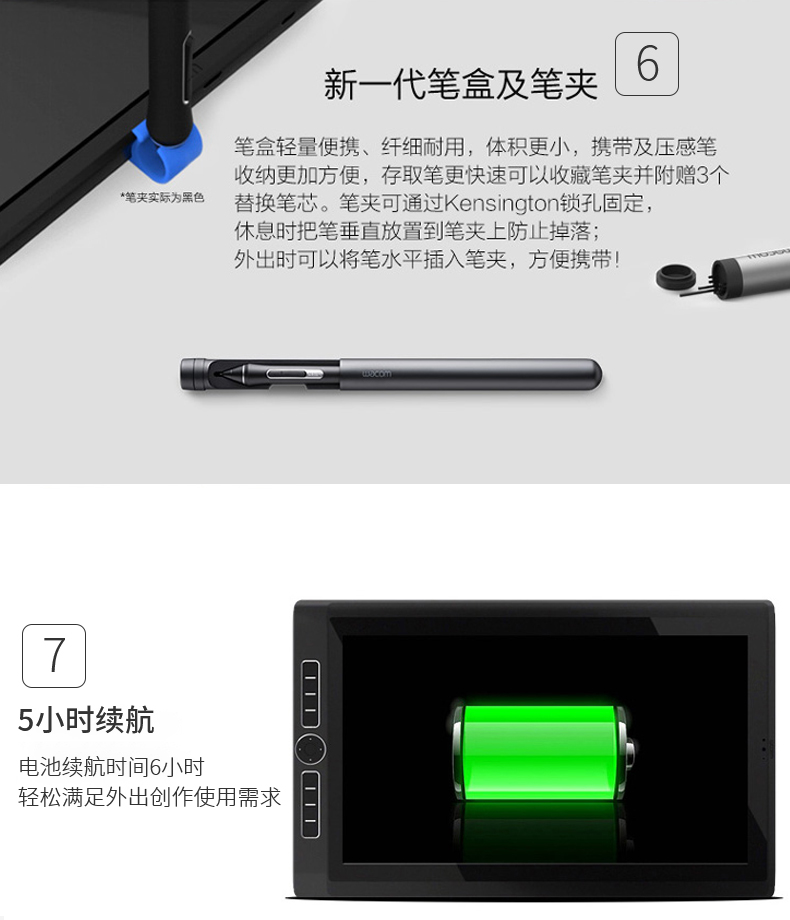 新一代笔盒及笔夹
6
笔盒轻量便携、纤细耐用，体积更小，携带及压感笔
收纳更加方便，存取笔更快速可以收藏笔夹并附赠3个
替换笔芯。笔夹可通过Kensington锁孔固定，
休息时把笔垂直放置到笔夹上防止掉落；
外出时可以将笔水平插入笔夹，方便携带！
*笔夹实际为黑色
wacom
7
5小时续航
电池续航时间6小时
轻松满足外出创作使用需求